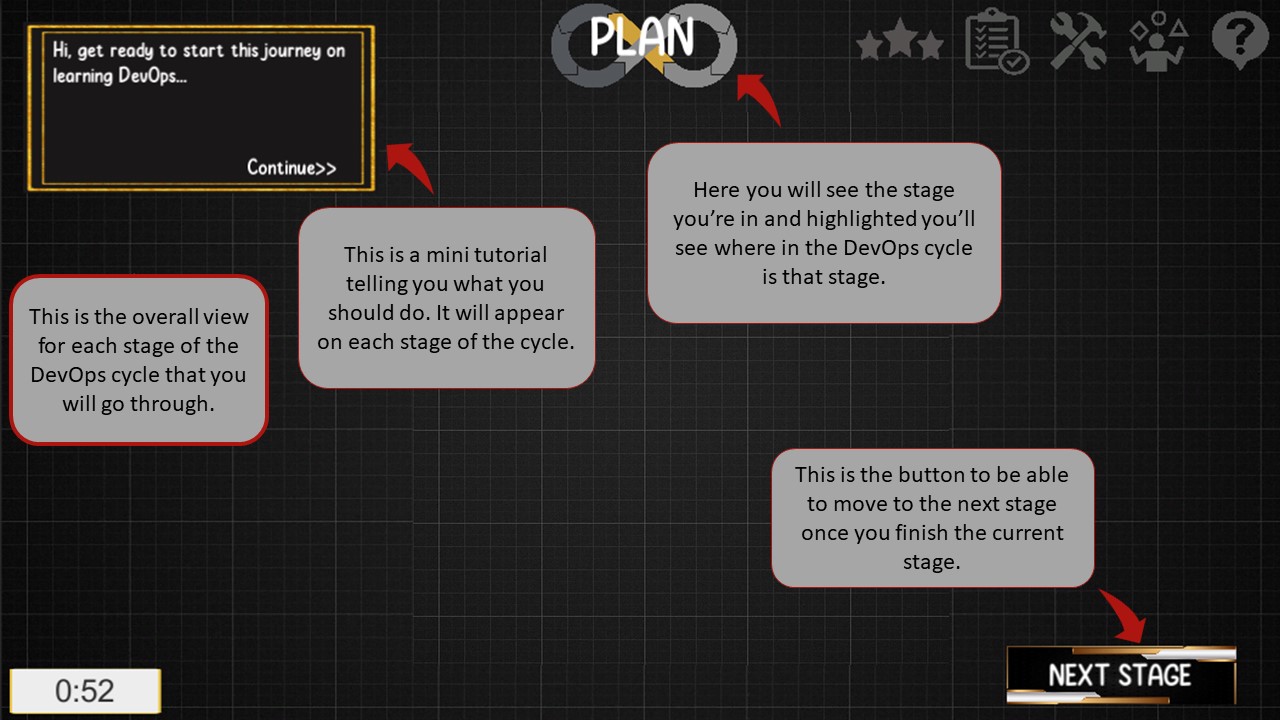 Hi, get ready to start this journey on
learning DevOps...
Continue>>
PLAN
?
Here you will see the stage
you’re in and highlighted you’ll
see where in the DevOps cycle
is that stage.
This is a mini tutorial
telling you what you
should do. It will appear
on each stage of the cycle.
This is the overall view
for each stage of the
DevOps cycle that you
will go through.
This is the button to be able
to move to the next stage
once you finish the current
stage.
NEXT STAGE
0:52